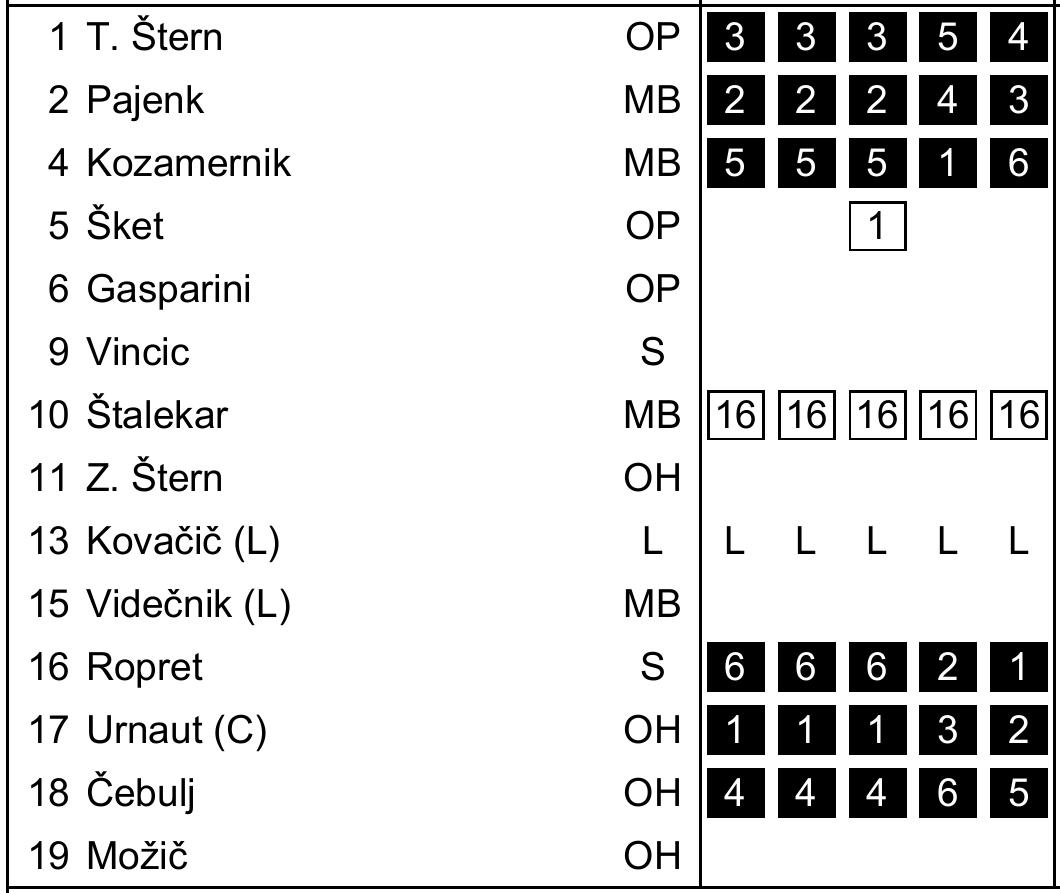 1 T. Štern OP 3 3 3 5 4
2 Pajenk MB 2 2 2 4 3
4 Kozamernik MB 5 5 5 1 6
5 Šket OP 1
6 Gasparini OP
9 Vincic S
10 Štalekar MB 16 16 16 16 16
11 Z. Štern OH
13 Kovačič (L) L L L L L L
15 Videčnik (L) MB
16 Ropret S 6 6 6 2 1
17 Urnaut (C) OH 1 1 1 3 2
18 Čebulj OH 4 4 4 6 5
19 Možič OH